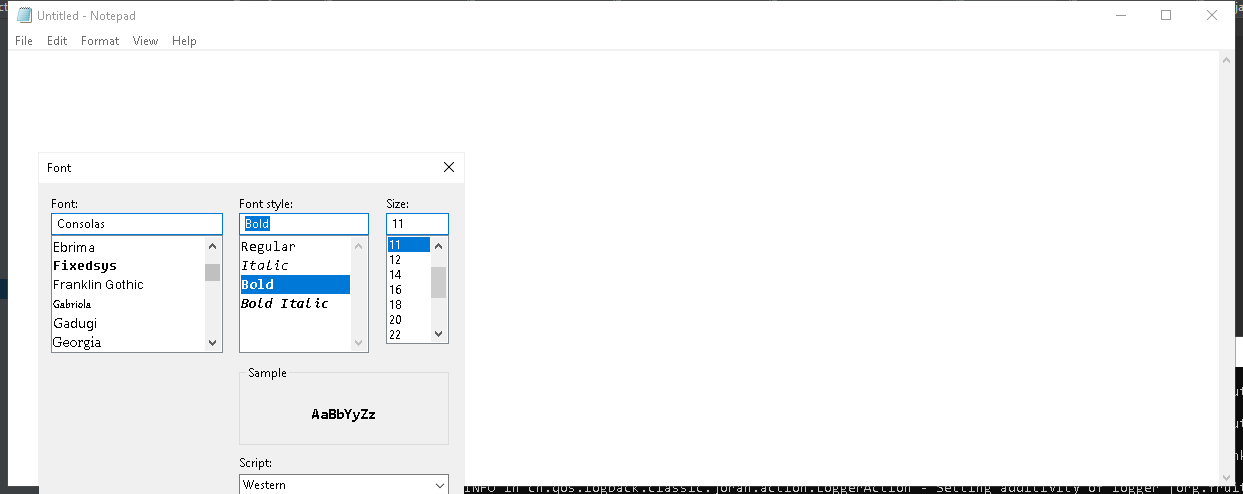 Untitled - Notepad
File Edit Format View Help
Font
Font: Font style: Size:
Consolas Bold 11
Ebrima
Fixedsys
Franklin Gothic
Gabriola
Gadugi
Georgia
Regular
Italic
Bold
Bold Italic
11
12
14
16
18
20
22
Sample
AaBbYyZz
Script:
Western
INFO in ch.qos.logback.classic.joran.action.LoggerAction - Setting additivity of logger